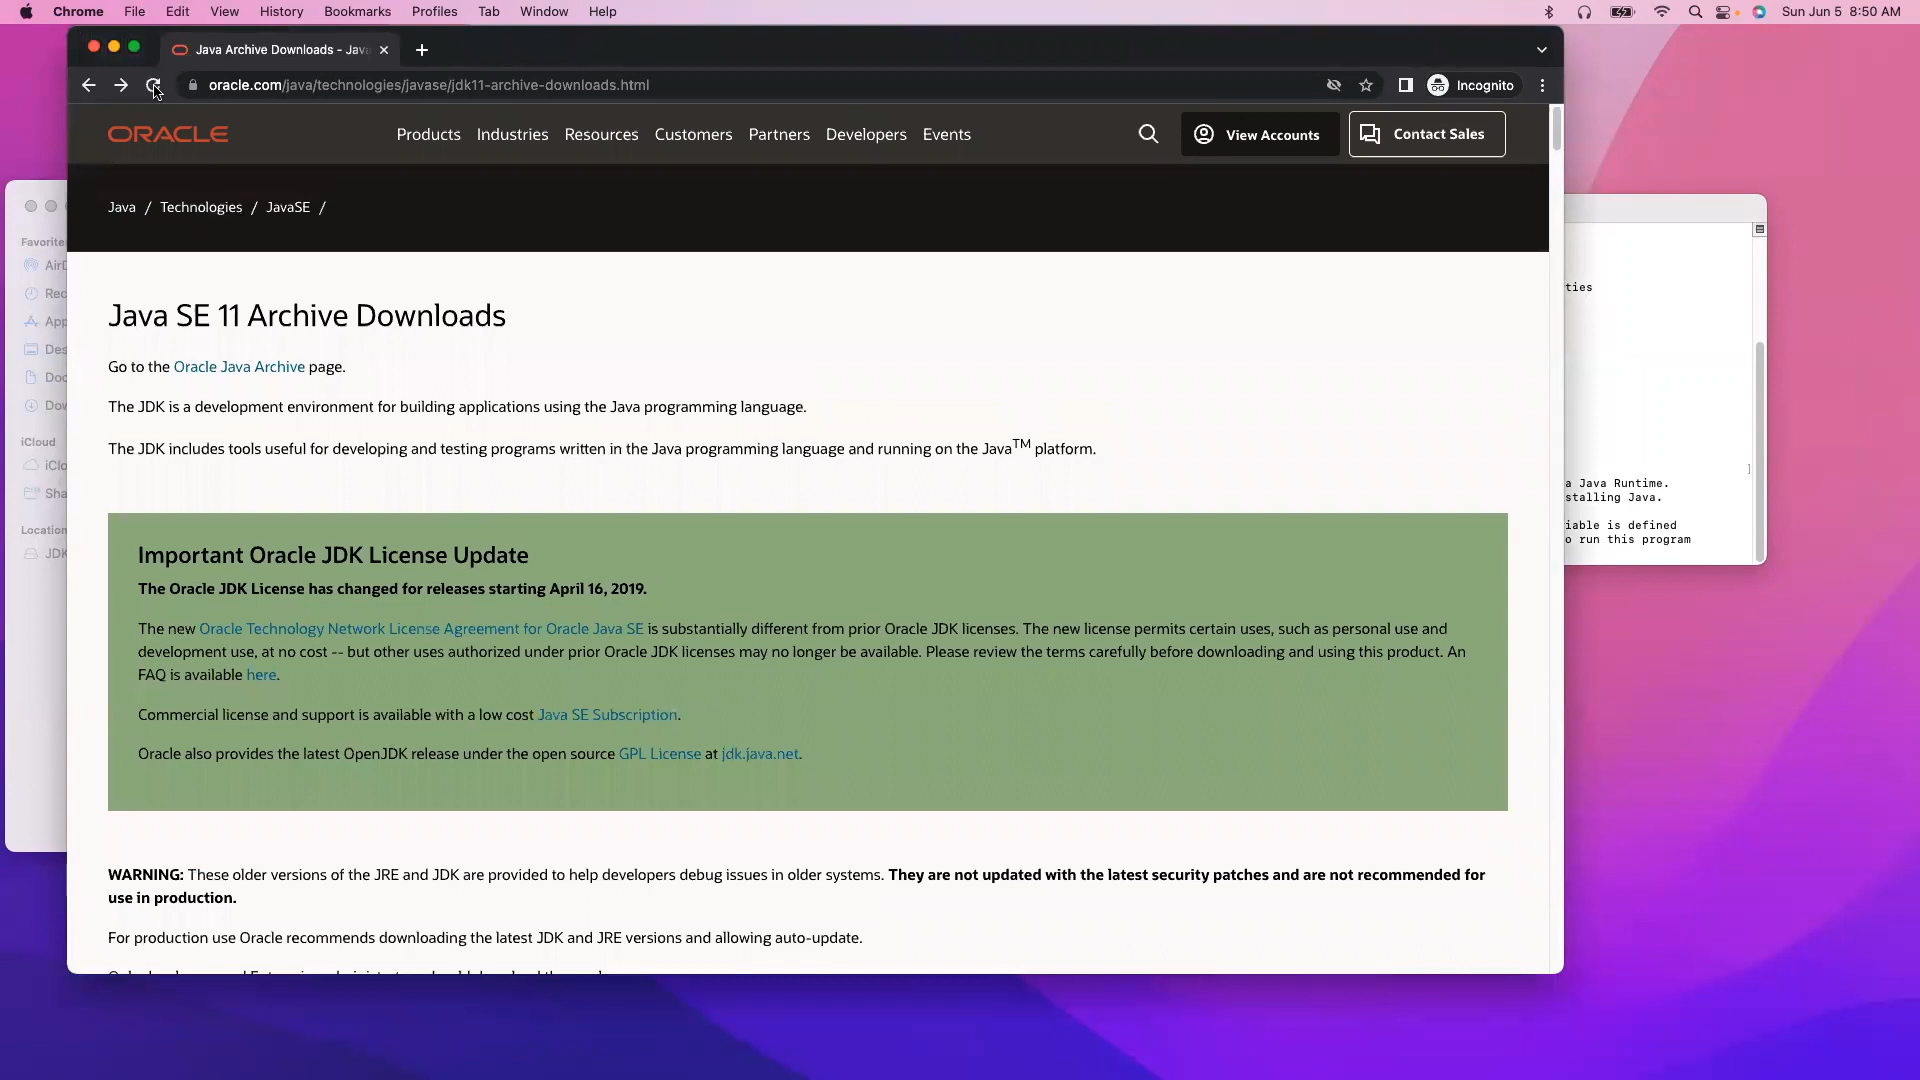 Chrome File Edit View History Bookmarks Profiles Tab Window Help Sun Jun 5 8:50 AM
Java Archive Downloads - Jav
oracle.com/java/technologies/javase/jdk11-archive-downloads.html Incognito
ORACLE Products Industries Resources Customers Partners Developers Events View Accounts Contact Sales
Java / Technologies / JavaSE /
Favorite
AirD
Rec
App
Des
Doc
Dow
iCloud
iClo
Sha
Location
JDK
Java SE 11 Archive Downloads
Go to the Oracle Java Archive page.
The JDK is a development environment for building applications using the Java programming language.
The JDK includes tools useful for developing and testing programs written in the Java programming language and running on the Java™ platform.
Important Oracle JDK License Update
The Oracle JDK License has changed for releases starting April 16, 2019.
The new Oracle Technology Network License Agreement for Oracle Java SE is substantially different from prior Oracle JDK licenses. The new license permits certain uses, such as personal use and
development use, at no cost -- but other uses authorized under prior Oracle JDK licenses may no longer be available. Please review the terms carefully before downloading and using this product. An
FAQ is available here.
Commercial license and support is available with a low cost Java SE Subscription.
Oracle also provides the latest OpenJDK release under the open source GPL License at jdk.java.net.
WARNING: These older versions of the JRE and JDK are provided to help developers debug issues in older systems. They are not updated with the latest security patches and are not recommended for
use in production.
For production use Oracle recommends downloading the latest JDK and JRE versions and allowing auto-update.
ties
]
a Java Runtime.
stalling Java.
iable is defined
o run this program